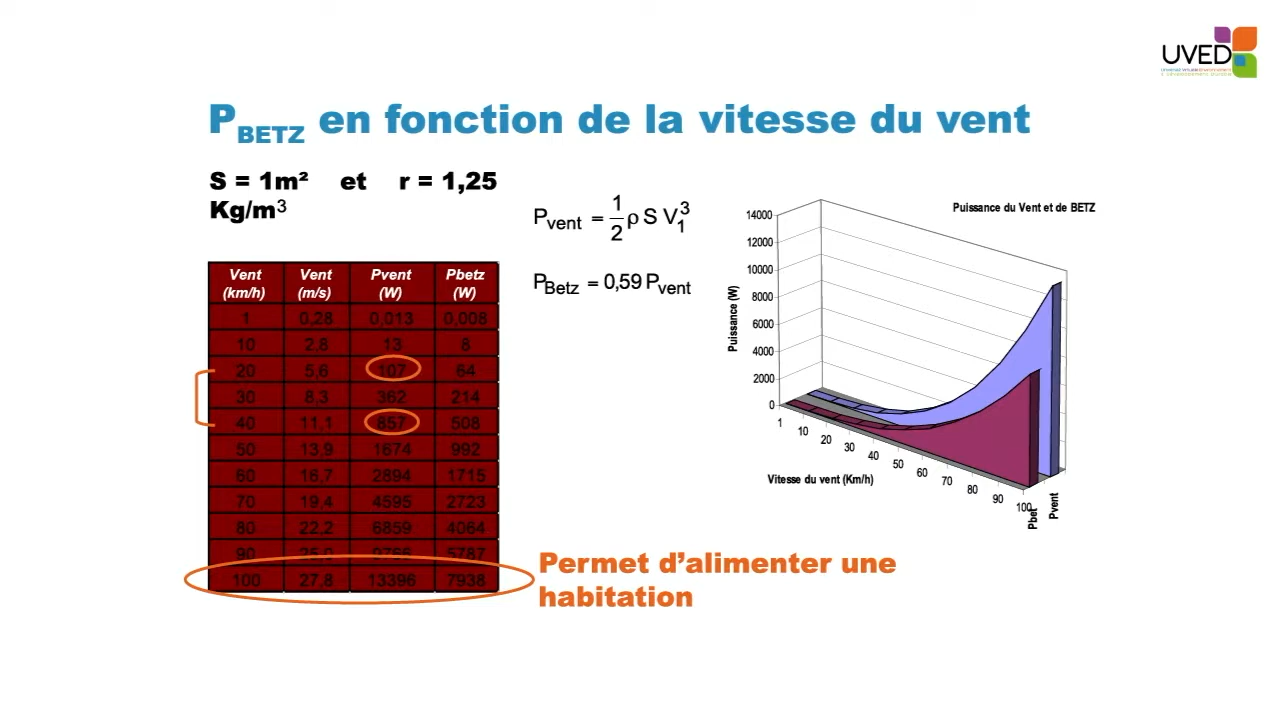 UVED
P_BETZ en fonction de la vitesse du vent
S = 1m² et r = 1,25
Kg/m³
P_vent = 1/2 ρ S V₁³
P_Betz = 0,59 P_vent
Vent (km/h) Vent (m/s) Pvent (W) Pbetz (W)
1 0,28 0,013 0,008
10 2,8 13 8
20 5,6 107 64
30 8,3 362 214
40 11,1 857 508
50 13,9 1674 992
60 16,7 2894 1715
70 19,4 4595 2723
80 22,2 6859 4064
90 25,0 9766 5787
100 27,8 13396 7938
Puissance du Vent et de BETZ
Puissance (W)
14000
12000
10000
8000
6000
4000
2000
0
1 10 20 30 40 50 60 70 80 90 100
Vitesse du vent (Km/h)
Pbet
Pvent
Permet d’alimenter une
habitation